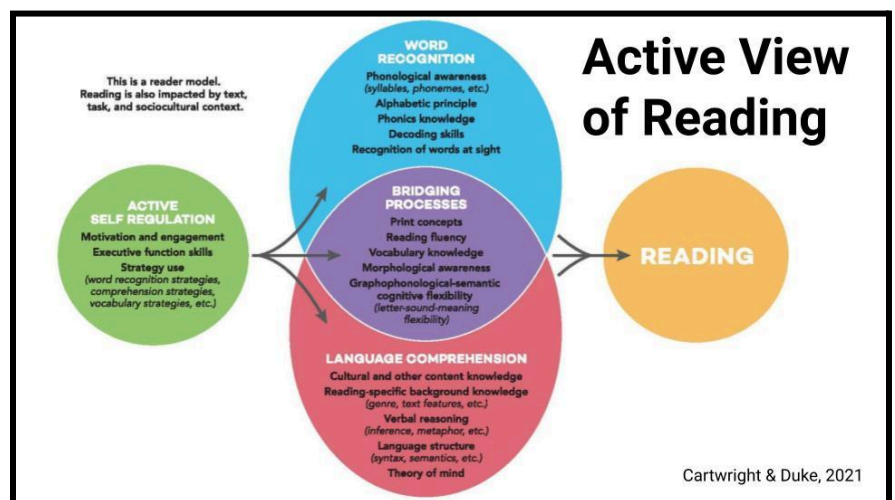 Active View
of Reading
This is a reader model.
Reading is also impacted by text,
task, and sociocultural context.
ACTIVE
SELF REGULATION
Motivation and engagement
Executive function skills
Strategy use
(word recognition strategies,
comprehension strategies,
vocabulary strategies, etc.)
WORD
RECOGNITION
Phonological awareness
(syllables, phonemes, etc.)
Alphabetic principle
Phonics knowledge
Decoding skills
Recognition of words at sight
BRIDGING
PROCESSES
Print concepts
Reading fluency
Vocabulary knowledge
Morphological awareness
Graphophonological-semantic
cognitive flexibility
(letter-sound-meaning
flexibility)
LANGUAGE COMPREHENSION
Cultural and other content knowledge
Reading-specific background knowledge
(genre, text features, etc.)
Verbal reasoning
(inference, metaphor, etc.)
Language structure
(syntax, semantics, etc.)
Theory of mind
READING
Cartwright & Duke, 2021